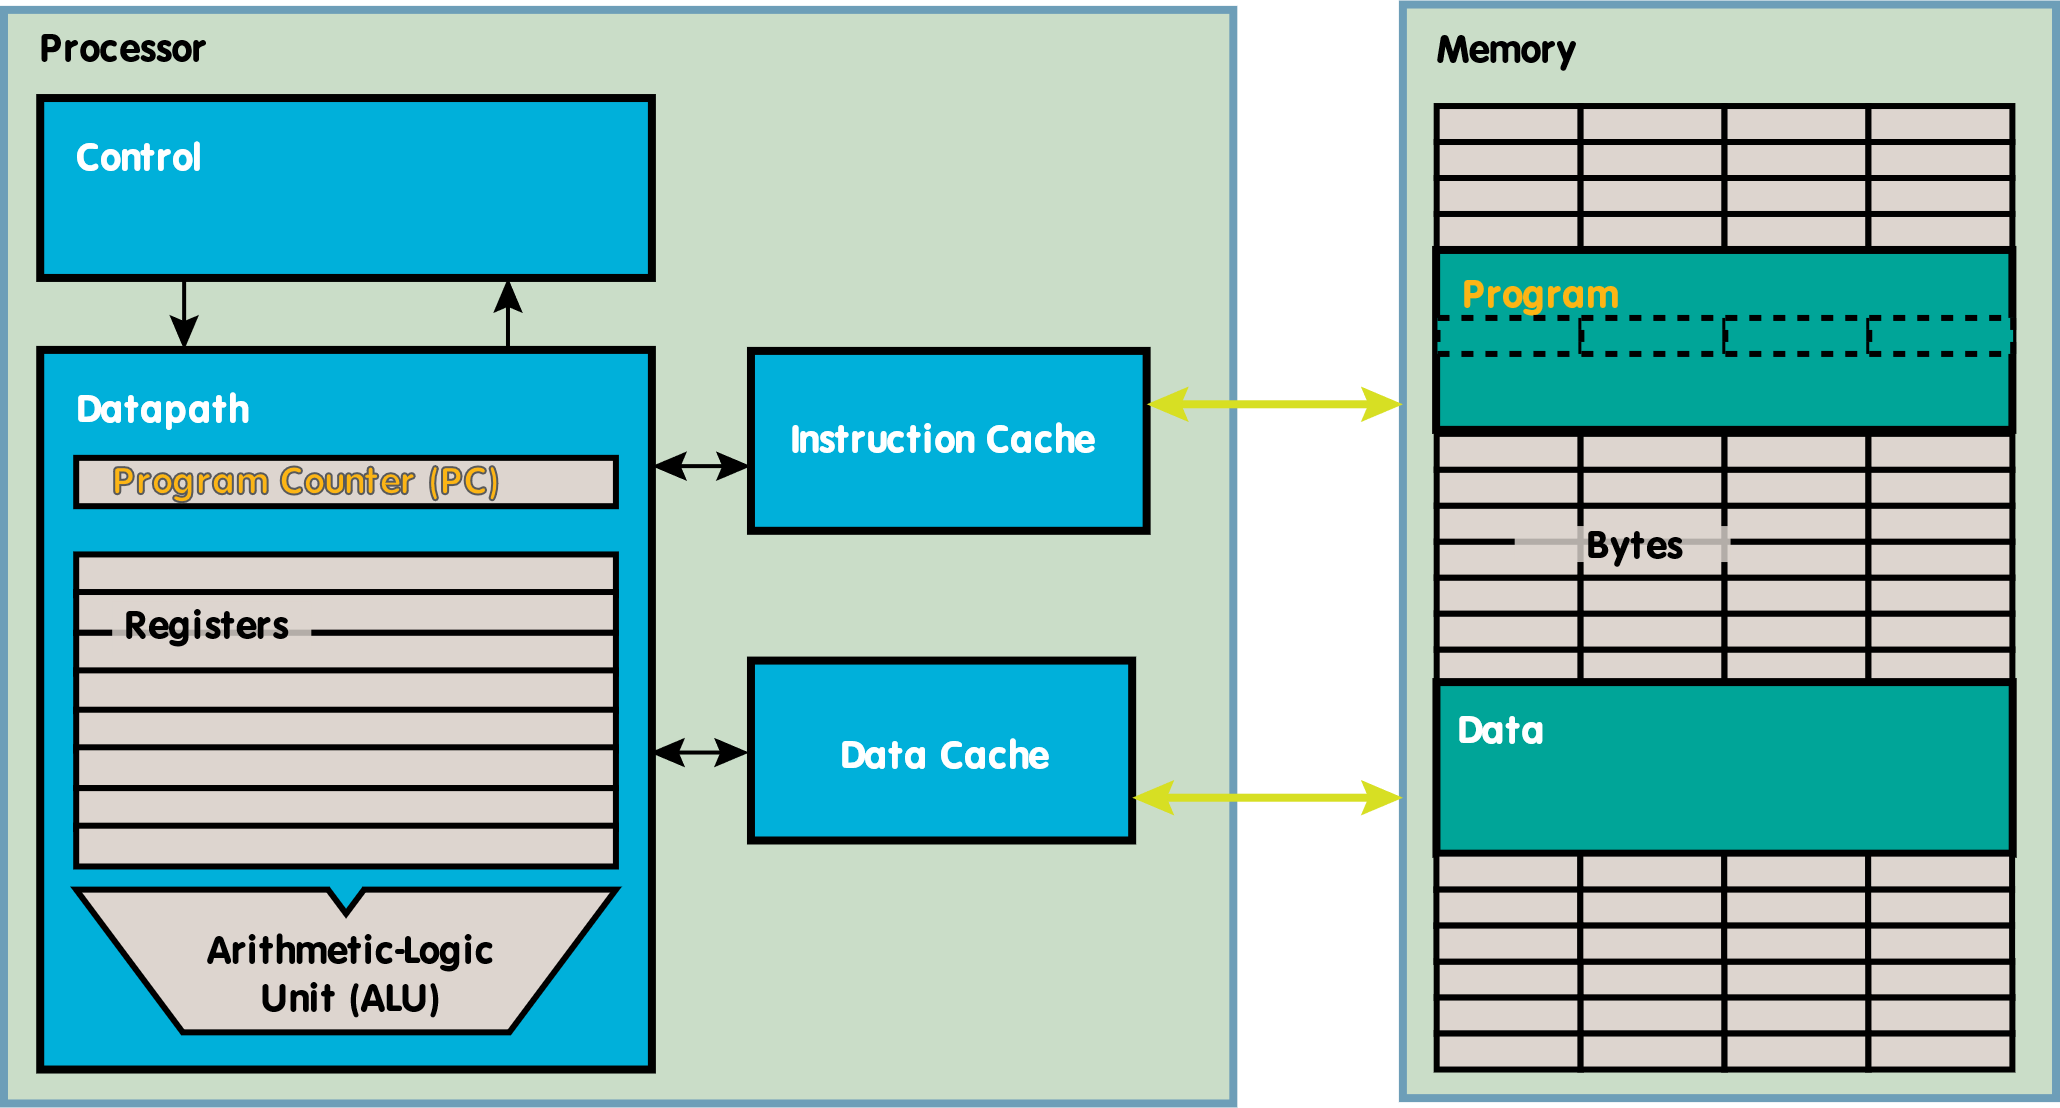 Processor
Control
Datapath
Program Counter (PC)
Registers
Arithmetic-Logic
Unit (ALU)
Instruction Cache
Data Cache
Memory
Program
Bytes
Data